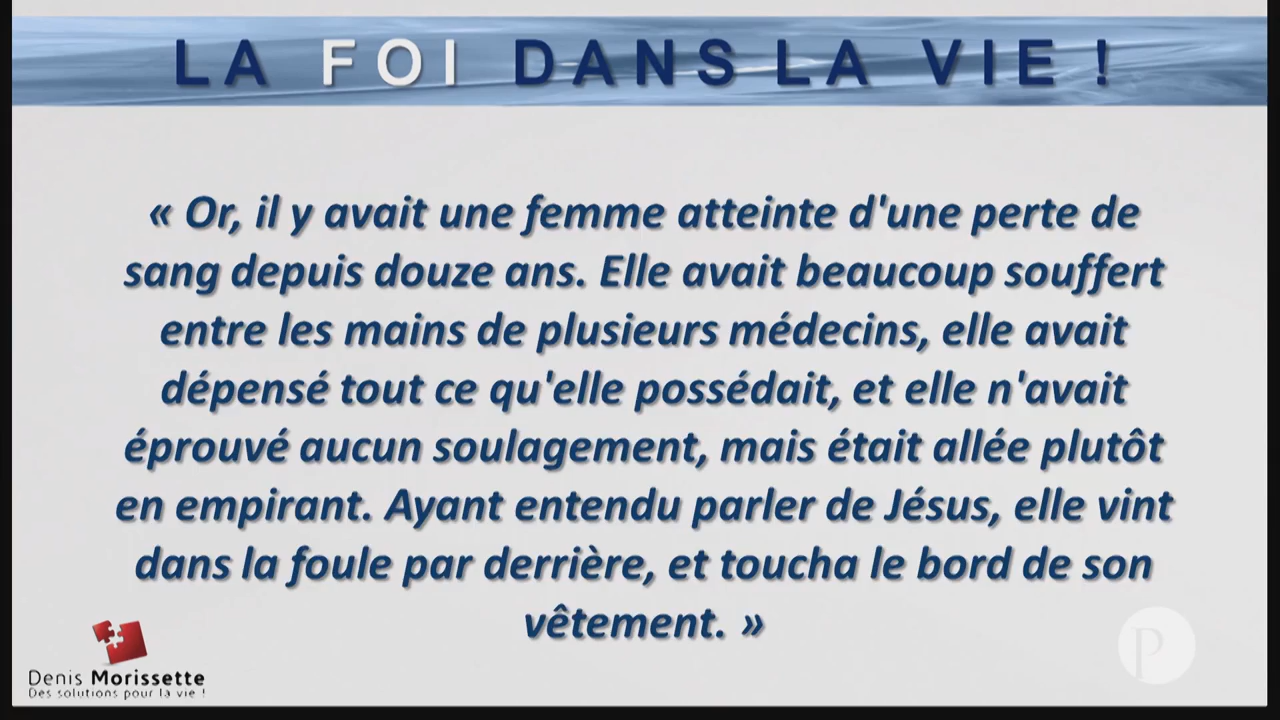 LA FOI DANS LA VIE !
« Or, il y avait une femme atteinte d'une perte de
sang depuis douze ans. Elle avait beaucoup souffert
entre les mains de plusieurs médecins, elle avait
dépensé tout ce qu'elle possédait, et elle n'avait
éprouvé aucun soulagement, mais était allée plutôt
en empirant. Ayant entendu parler de Jésus, elle vint
dans la foule par derrière, et toucha le bord de son
vêtement. »
Denis Morissette
Des solutions pour la vie !
P